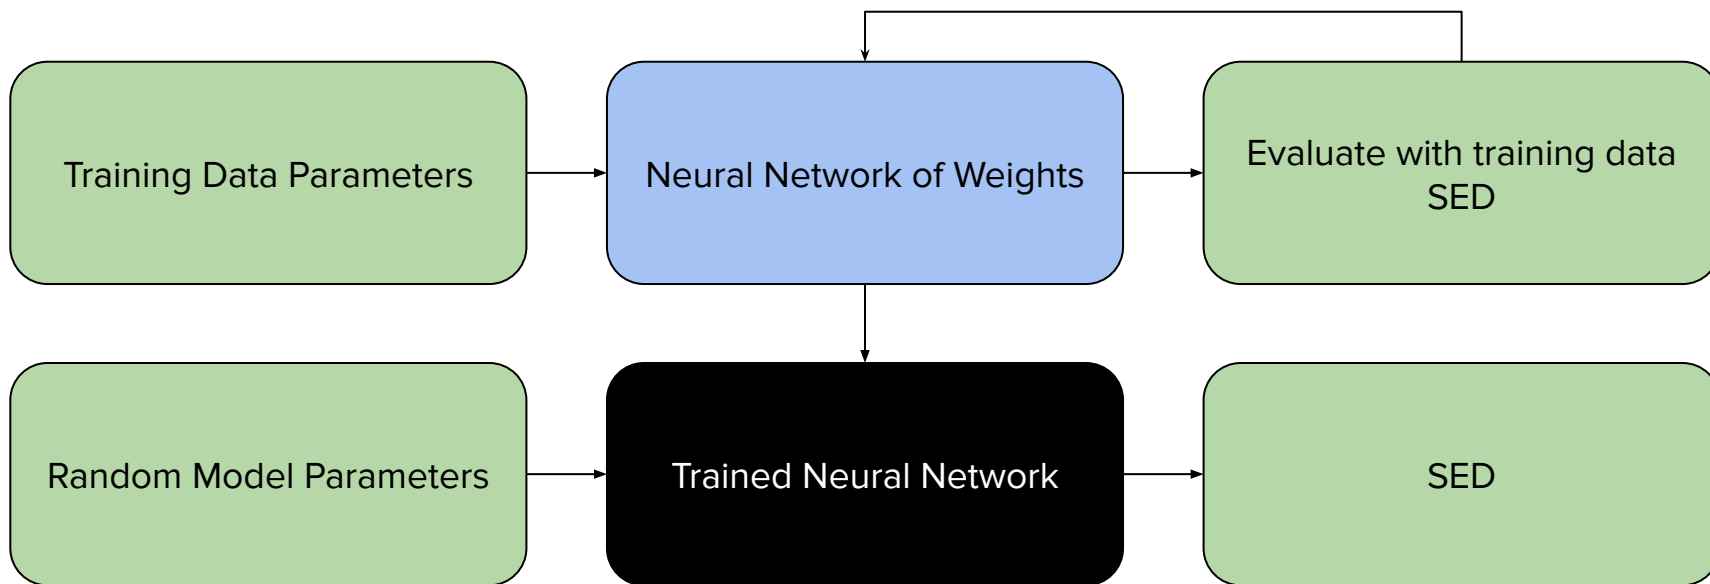 Training Data Parameters
Neural Network of Weights
Evaluate with training data
SED
Random Model Parameters
Trained Neural Network
SED